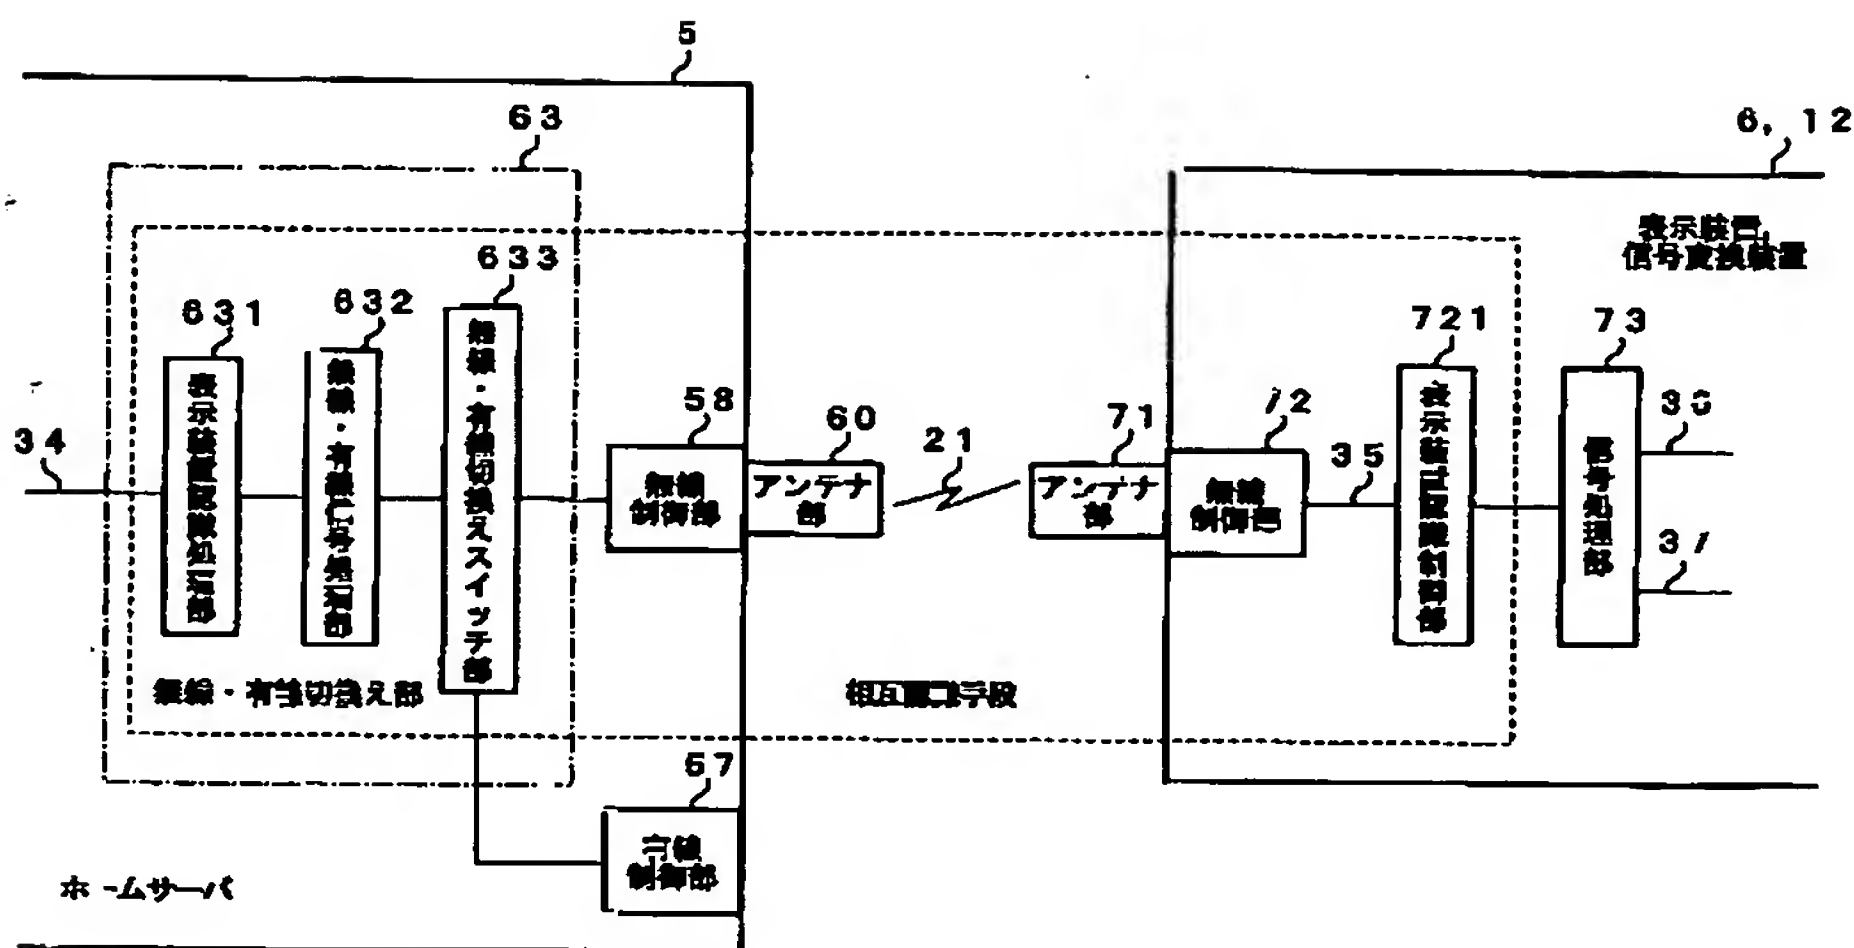 5
63
6, 12
表示装置,
信号変換装置
633
632
631
721
73
58
60
21
71
72
35
34
36
37
表示装置認識処理部
無線・有線信号処理部
無線・有線切換えスイッチ部
無線
制御部
アンテナ
部
アンテナ
部
無線
制御部
表示装置認識制御部
信号処理部
無線・有線切換え部
相互認識手段
57
有線
制御部
ホームサーバ